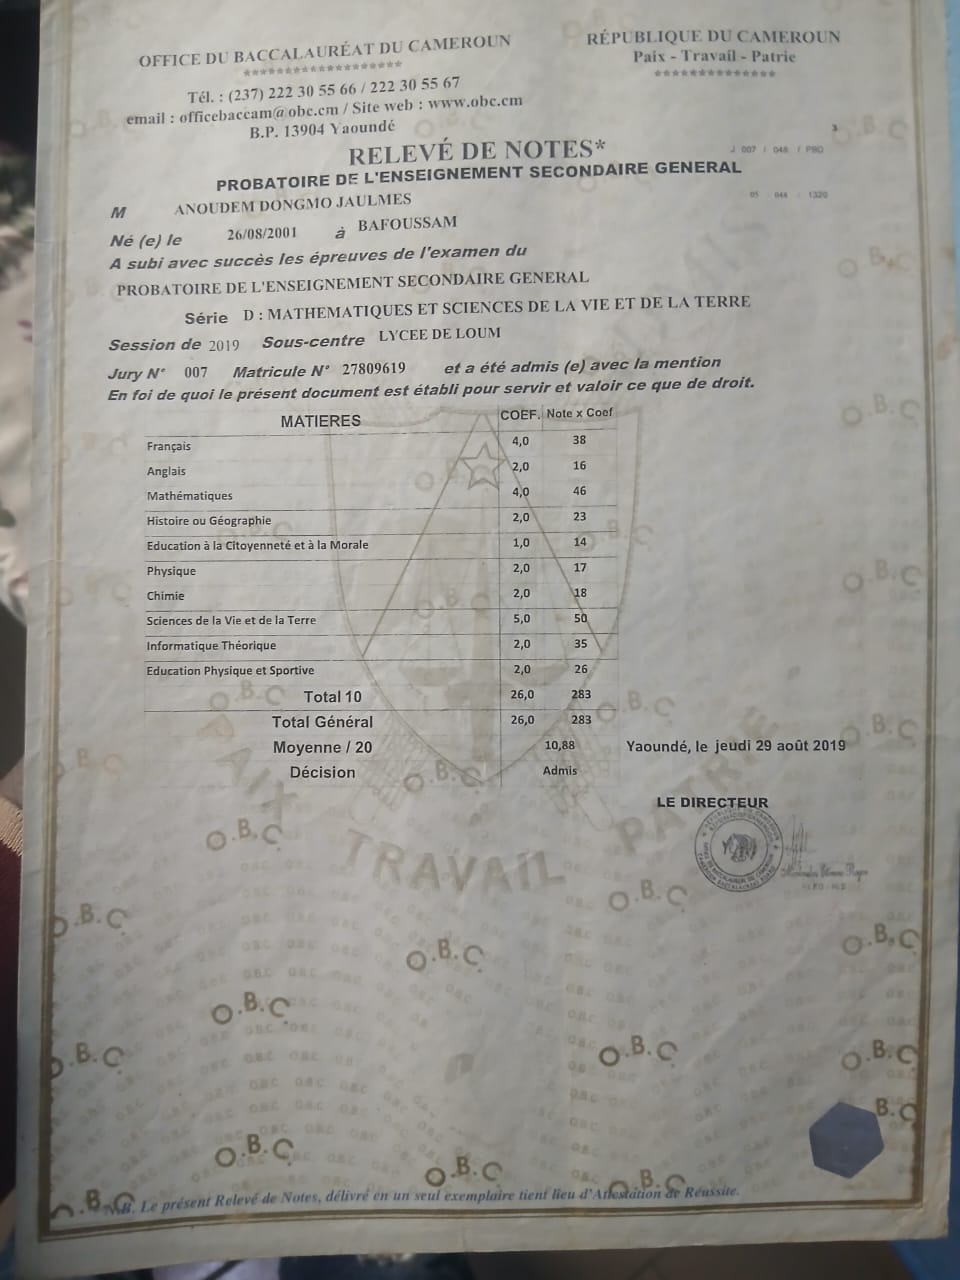 OFFICE DU BACCALAURÉAT DU CAMEROUN
*******************
Tél. : (237) 222 30 55 66 / 222 30 55 67
email : officebaccam@obc.cm / Site web : www.obc.cm
B.P. 13904 Yaoundé
RÉPUBLIQUE DU CAMEROUN
Paix - Travail - Patrie
**************
3
J 007 / 048 / PBD
05 048 1320
RELEVÉ DE NOTES*
PROBATOIRE DE L'ENSEIGNEMENT SECONDAIRE GENERAL
M ANOUDEM DONGMO JAULMES
Né (e) le 26/08/2001 à BAFOUSSAM
A subi avec succès les épreuves de l'examen du
PROBATOIRE DE L'ENSEIGNEMENT SECONDAIRE GENERAL
Série D : MATHEMATIQUES ET SCIENCES DE LA VIE ET DE LA TERRE
Session de 2019 Sous-centre LYCEE DE LOUM
Jury N° 007 Matricule N° 27809619 et a été admis (e) avec la mention
En foi de quoi le présent document est établi pour servir et valoir ce que de droit.
MATIERES COEF. Note x Coef
Français 4,0 38
Anglais 2,0 16
Mathématiques 4,0 46
Histoire ou Géographie 2,0 23
Education à la Citoyenneté et à la Morale 1,0 14
Physique 2,0 17
Chimie 2,0 18
Sciences de la Vie et de la Terre 5,0 50
Informatique Théorique 2,0 35
Education Physique et Sportive 2,0 26
Total 10 26,0 283
Total Général 26,0 283
Moyenne / 20 10,88
Décision Admis
Yaoundé, le jeudi 29 août 2019
LE DIRECTEUR
PAIX TRAVAIL PATRIE
O.B.C
N.B. Le présent Relevé de Notes, délivré en un seul exemplaire tient lieu d'Attestation de Réussite.